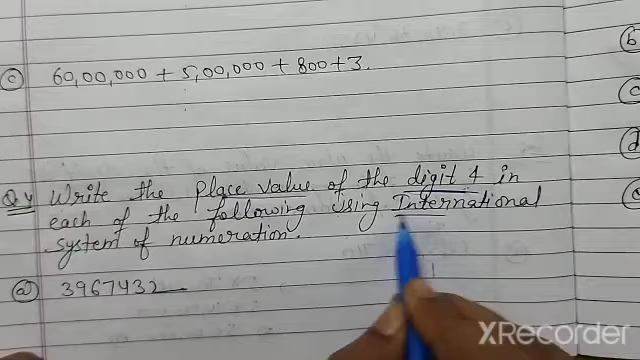 (c) 60,00,000 + 5,00,000 + 800+3.
Q4 Write the place value of the digit 4 in
each of the following using International
system of numeration.
(a) 3967432
(b
(c
(d
XRecorder